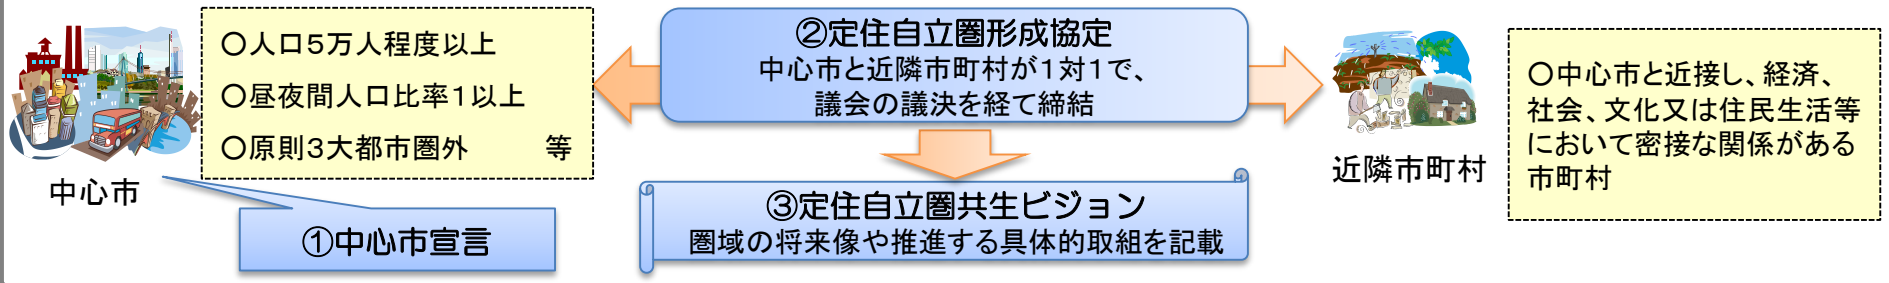 〇人口5万人程度以上
〇昼夜間人口比率1以上
〇原則3大都市圏外　　等
中心市
①中心市宣言
②定住自立圏形成協定
中心市と近隣市町村が1対1で、
議会の議決を経て締結
③定住自立圏共生ビジョン
圏域の将来像や推進する具体的取組を記載
近隣市町村
〇中心市と近接し、経済、
社会、文化又は住民生活等
において密接な関係がある
市町村